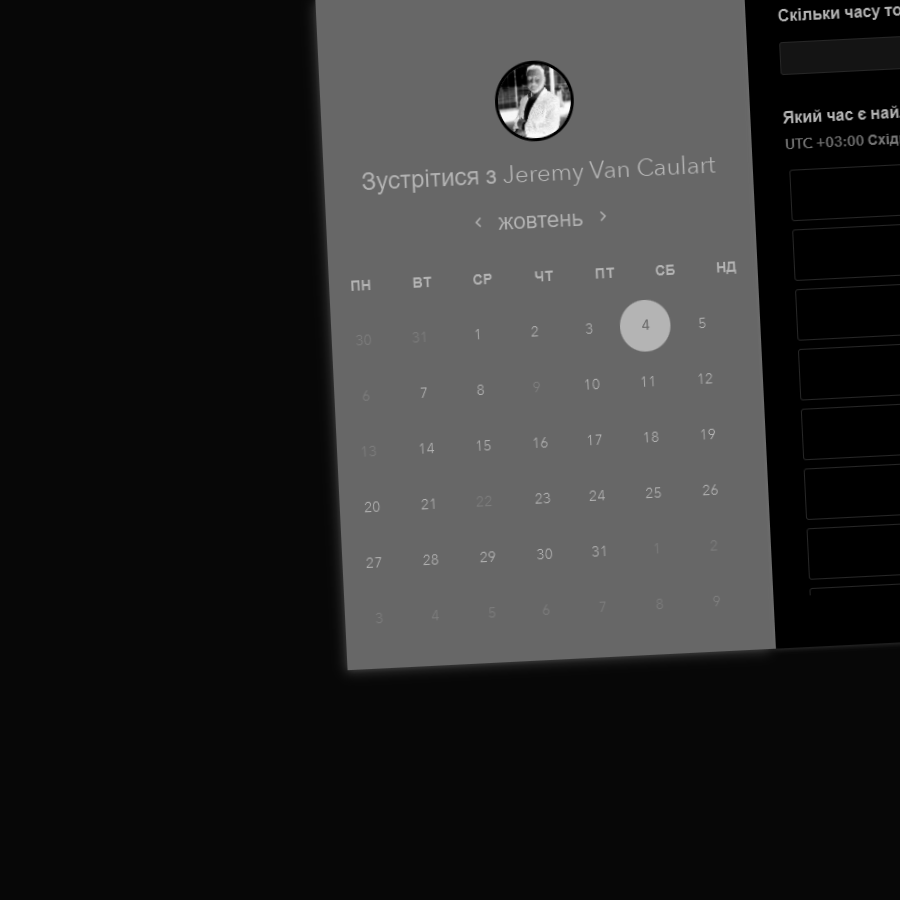 Скільки часу
Який час є
UTC +03:00
Зустрітися з Jeremy Van Caulart
‹ жовтень ›
ПН ВТ СР ЧТ ПТ СБ НД
30 31 1 2 3 4 5
6 7 8 9 10 11 12
13 14 15 16 17 18 19
20 21 22 23 24 25 26
27 28 29 30 31 1 2
3 4 5 6 7 8 9